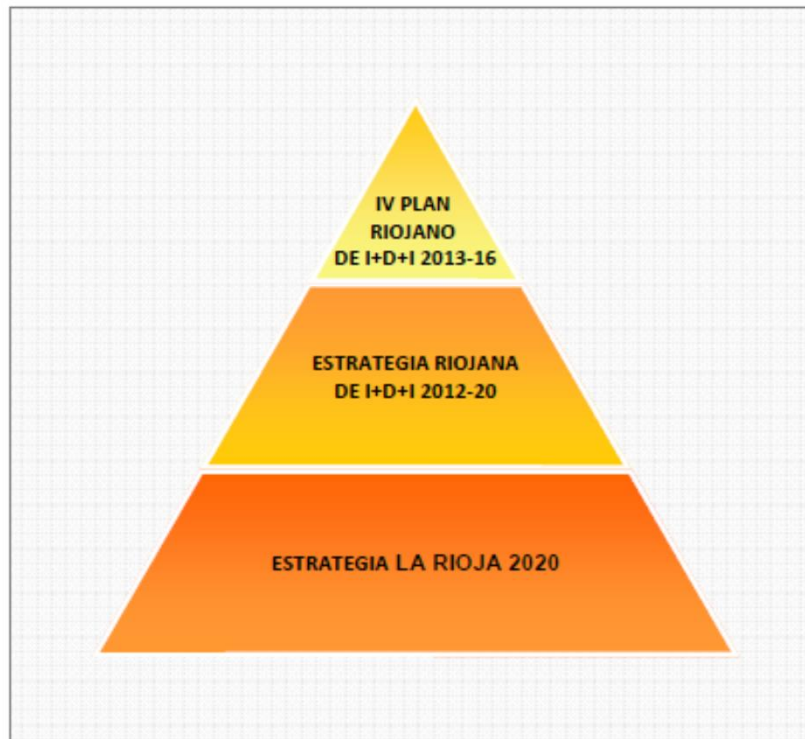 IV PLAN
RIOJANO
DE I+D+I 2013-16
ESTRATEGIA RIOJANA
DE I+D+I 2012-20
ESTRATEGIA LA RIOJA 2020